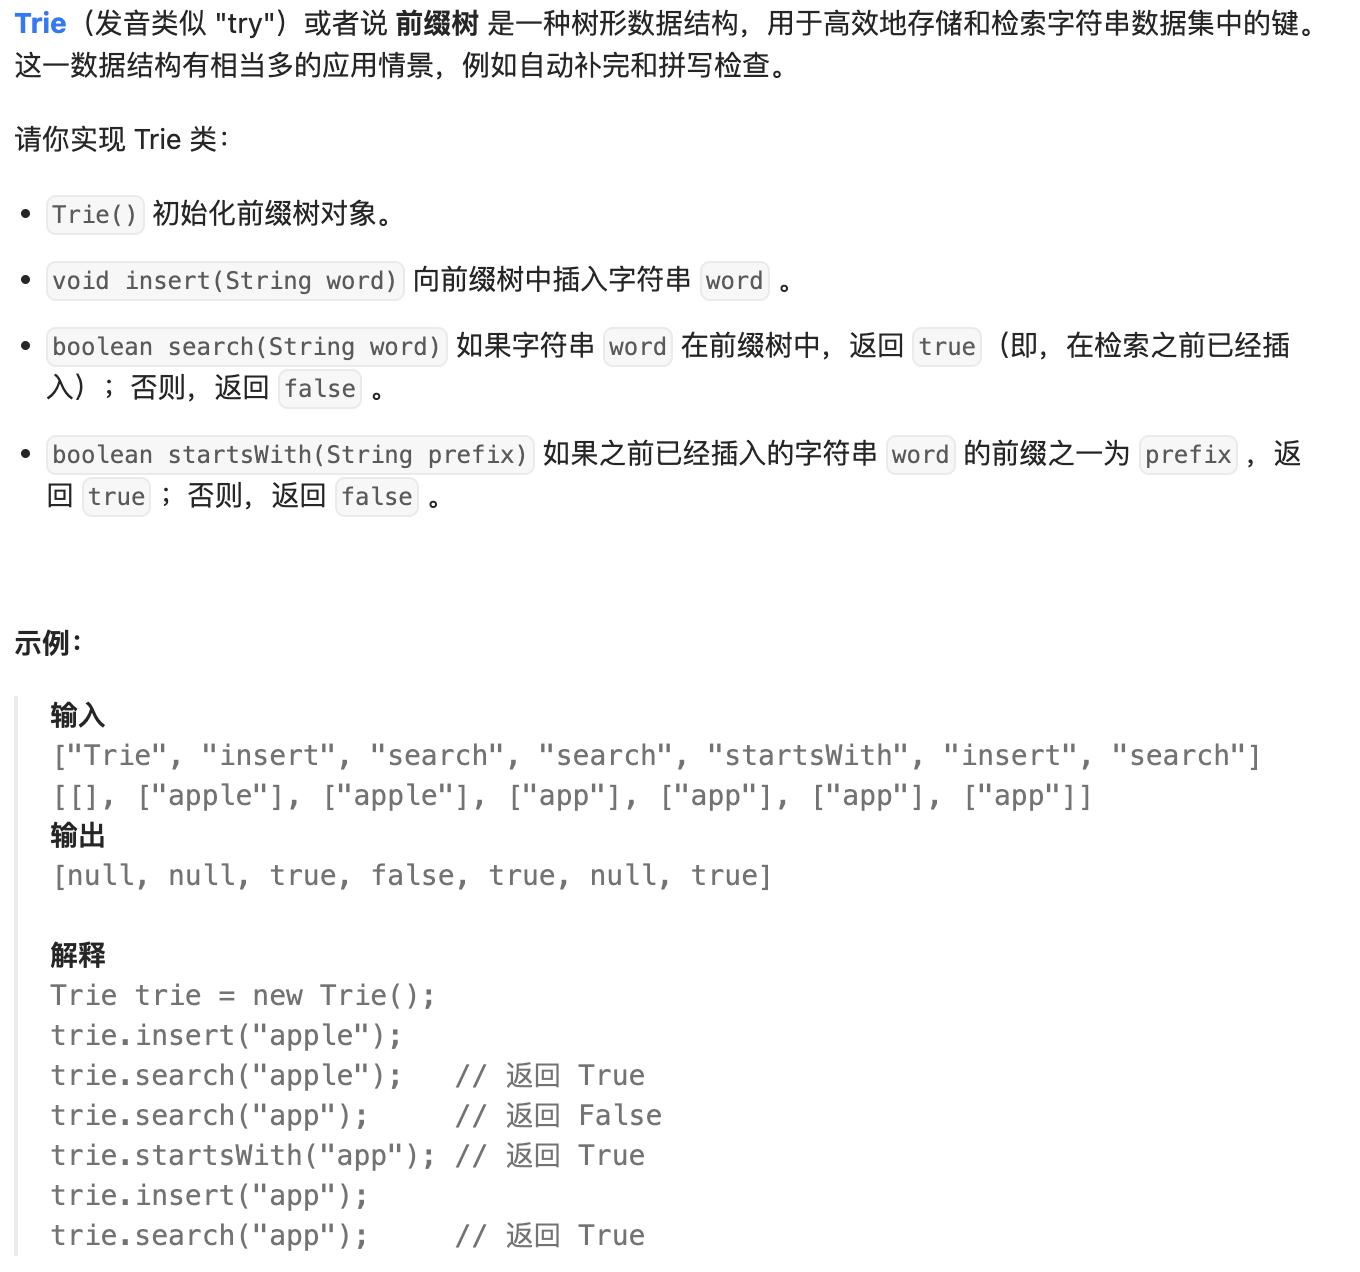 Trie（发音类似 "try"）或者说 前缀树 是一种树形数据结构，用于高效地存储和检索字符串数据集中的键。
这一数据结构有相当多的应用情景，例如自动补完和拼写检查。
请你实现 Trie 类：
• Trie() 初始化前缀树对象。
• void insert(String word) 向前缀树中插入字符串 word 。
• boolean search(String word) 如果字符串 word 在前缀树中，返回 true（即，在检索之前已经插
入）；否则，返回 false 。
• boolean startsWith(String prefix) 如果之前已经插入的字符串 word 的前缀之一为 prefix ，返
回 true ；否则，返回 false 。
示例：
输入
["Trie", "insert", "search", "search", "startsWith", "insert", "search"]
[[], ["apple"], ["apple"], ["app"], ["app"], ["app"], ["app"]]
输出
[null, null, true, false, true, null, true]
解释
Trie trie = new Trie();
trie.insert("apple");
trie.search("apple");   // 返回 True
trie.search("app");     // 返回 False
trie.startsWith("app"); // 返回 True
trie.insert("app");
trie.search("app");     // 返回 True